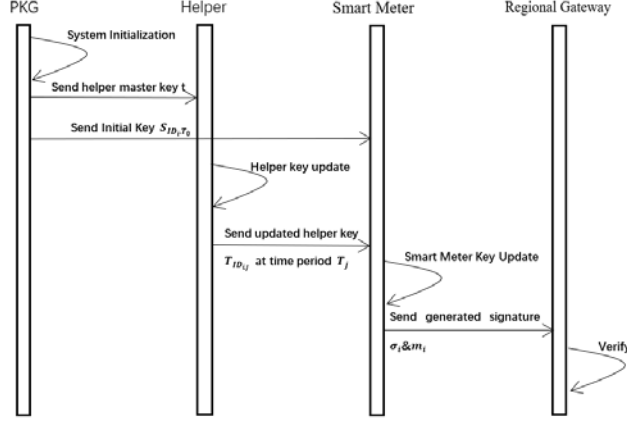 PKG Helper Smart Meter Regional Gateway
System Initialization
Send helper master key t
Send Initial Key S_{ID_i,T_0}
Helper key update
Send updated helper key
T_{ID_{i,j}} at time period T_j
Smart Meter Key Update
Send generated signature
σ_i&m_i
Verify